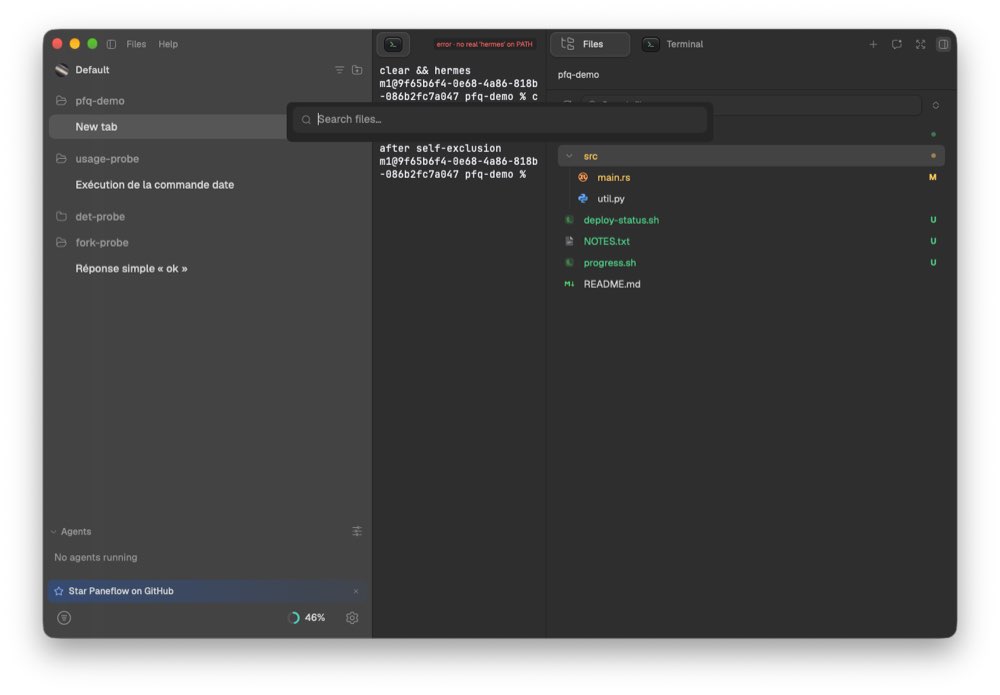 Files Help
Default
pfq-demo
New tab
usage-probe
Exécution de la commande date
det-probe
fork-probe
Réponse simple « ok »
Agents
No agents running
Star Paneflow on GitHub
46%
error · no real 'hermes' on PATH
clear && hermes
m1@9f65b6f4-0e68-4a86-818b
-086b2fc7a047 pfq-demo % c
after self-exclusion
m1@9f65b6f4-0e68-4a86-818b
-086b2fc7a047 pfq-demo %
Search files...
Files
Terminal
pfq-demo
src
main.rs M
util.py
deploy-status.sh U
NOTES.txt U
progress.sh U
README.md